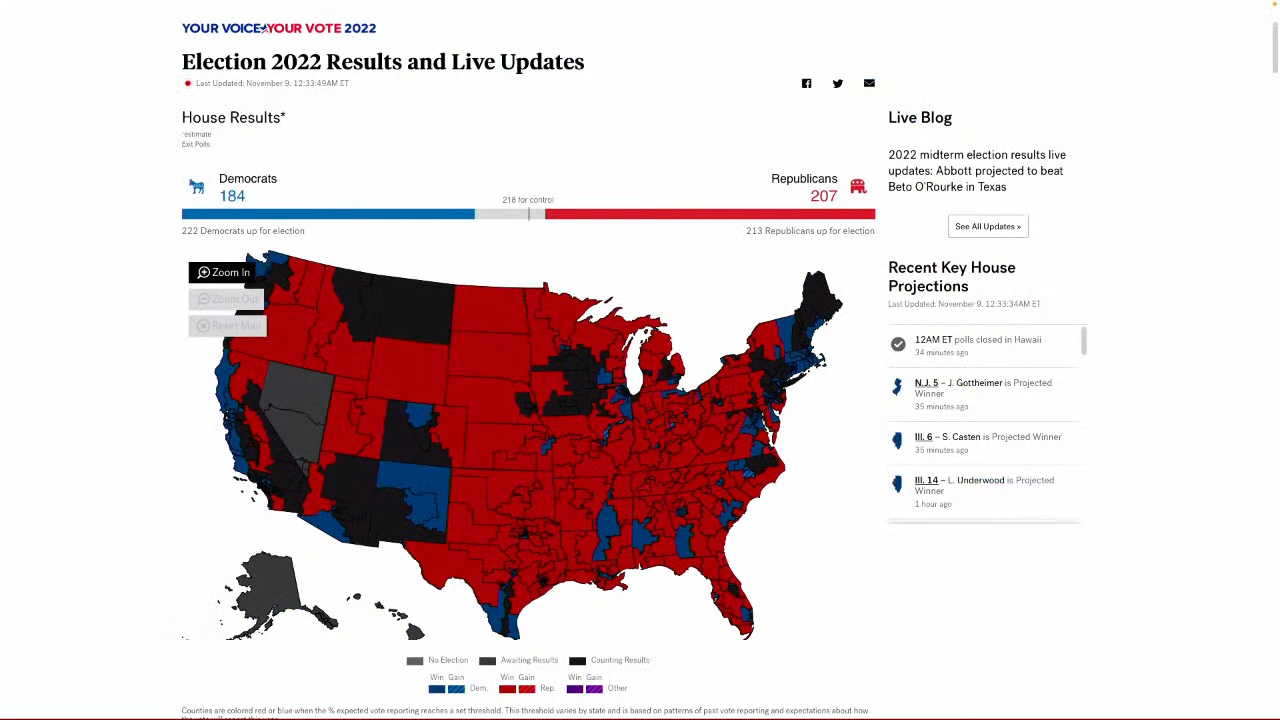 YOUR VOICE YOUR VOTE 2022
Election 2022 Results and Live Updates
Last Updated: November 9, 12:33:49AM ET
House Results*
*estimate
Exit Polls
Democrats
184
Republicans
207
218 for control
222 Democrats up for election
213 Republicans up for election
Zoom In
Zoom Out
Reset Map
No Election
Awaiting Results
Counting Results
Win Gain
Dem.
Win Gain
Rep.
Win Gain
Other
Counties are colored red or blue when the % expected vote reporting reaches a set threshold. This threshold varies by state and is based on patterns of past vote reporting and expectations about how
Live Blog
2022 midterm election results live
updates: Abbott projected to beat
Beto O'Rourke in Texas
See All Updates »
Recent Key House
Projections
Last Updated: November 9, 12:33:34AM ET
12AM ET polls closed in Hawaii
34 minutes ago
N.J. 5 – J. Gottheimer is Projected
Winner
35 minutes ago
Ill. 6 – S. Casten is Projected Winner
35 minutes ago
Ill. 14 – L. Underwood is Projected
Winner
1 hour ago